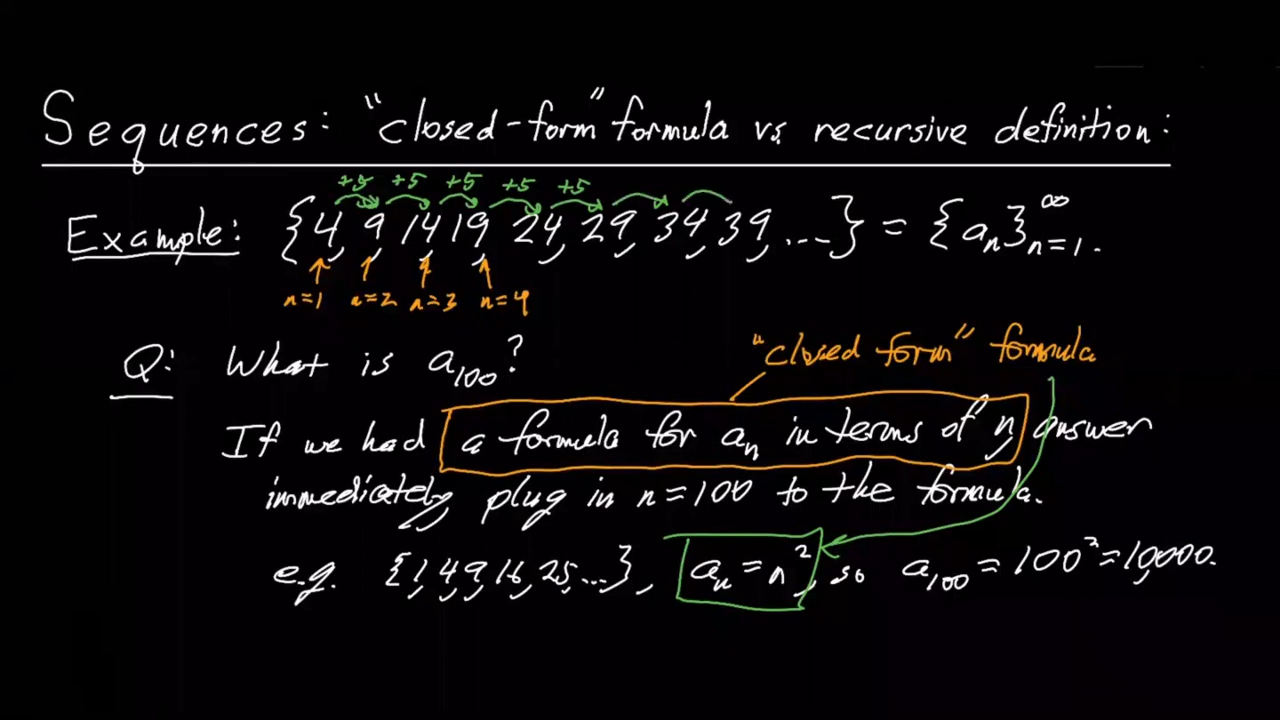 Sequences: "closed-form" formula vs recursive definition:
+5 +5 +5 +5 +5
Example: {4, 9, 14, 19, 24, 29, 34, 39, ...} = {aₙ}ₙ₌₁^∞.
n=1 n=2 n=3 n=4
"closed form" formula
Q: What is a₁₀₀?
If we had a formula for aₙ in terms of n, answer
immediately, plug in n=100 to the formula.
e.g. {1, 4, 9, 16, 25, ...}, aₙ = n², so a₁₀₀ = 100² = 10,000.